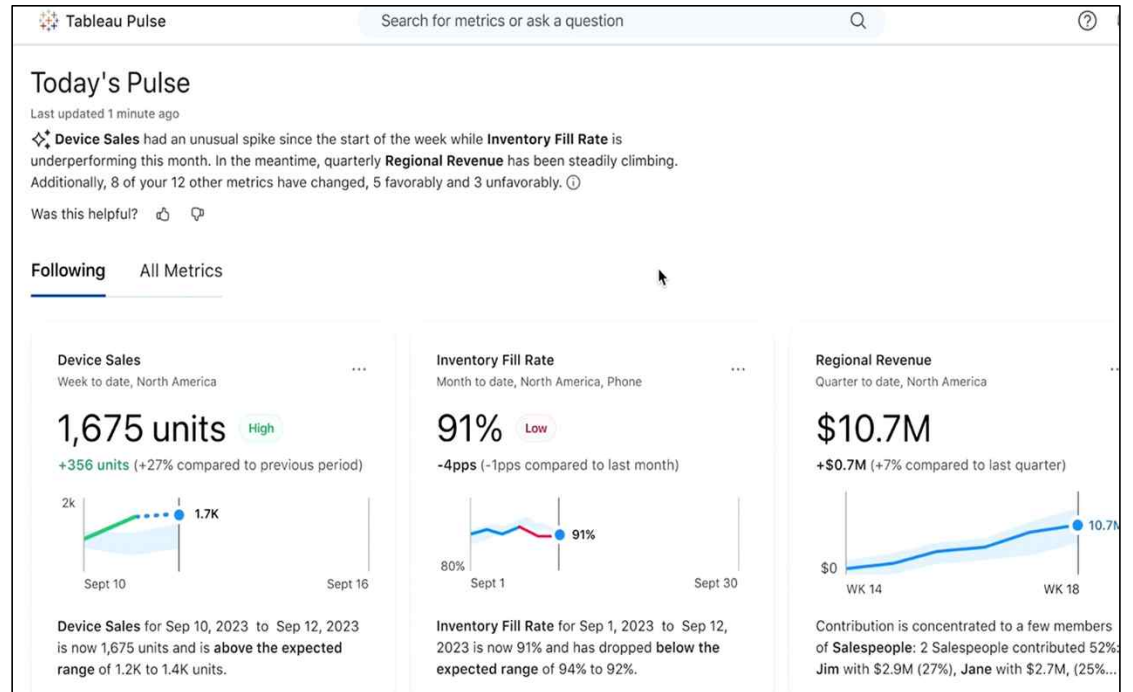 Tableau Pulse
Search for metrics or ask a question
Today's Pulse
Last updated 1 minute ago
Device Sales had an unusual spike since the start of the week while Inventory Fill Rate is
underperforming this month. In the meantime, quarterly Regional Revenue has been steadily climbing.
Additionally, 8 of your 12 other metrics have changed, 5 favorably and 3 unfavorably.
Was this helpful?
Following
All Metrics
Device Sales
Week to date, North America
1,675 units
High
+356 units (+27% compared to previous period)
2k
1.7K
Sept 10
Sept 16
Device Sales for Sep 10, 2023 to Sep 12, 2023
is now 1,675 units and is above the expected
range of 1.2K to 1.4K units.
Inventory Fill Rate
Month to date, North America, Phone
91%
Low
-4pps (-1pps compared to last month)
91%
80%
Sept 1
Sept 30
Inventory Fill Rate for Sep 1, 2023 to Sep 12,
2023 is now 91% and has dropped below the
expected range of 94% to 92%.
Regional Revenue
Quarter to date, North America
$10.7M
+$0.7M (+7% compared to last quarter)
10.7M
$0
WK 14
WK 18
Contribution is concentrated to a few members
of Salespeople: 2 Salespeople contributed 52%:
Jim with $2.9M (27%), Jane with $2.7M, (25%...